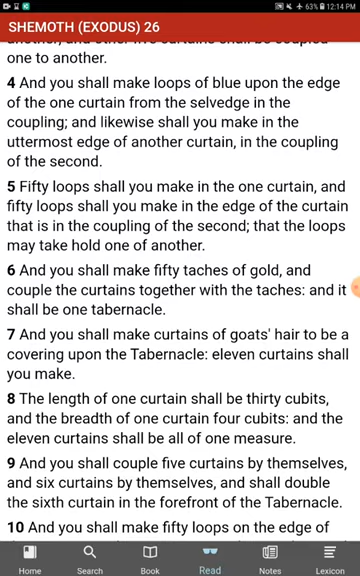 63% 12:14 PM
SHEMOTH (EXODUS) 26
one to another.
4 And you shall make loops of blue upon the edge
of the one curtain from the selvedge in the
coupling; and likewise shall you make in the
uttermost edge of another curtain, in the coupling
of the second.
5 Fifty loops shall you make in the one curtain, and
fifty loops shall you make in the edge of the curtain
that is in the coupling of the second; that the loops
may take hold one of another.
6 And you shall make fifty taches of gold, and
couple the curtains together with the taches: and it
shall be one tabernacle.
7 And you shall make curtains of goats' hair to be a
covering upon the Tabernacle: eleven curtains shall
you make.
8 The length of one curtain shall be thirty cubits,
and the breadth of one curtain four cubits: and the
eleven curtains shall be all of one measure.
9 And you shall couple five curtains by themselves,
and six curtains by themselves, and shall double
the sixth curtain in the forefront of the Tabernacle.
10 And you shall make fifty loops on the edge of
Home Search Book Read Notes Lexicon